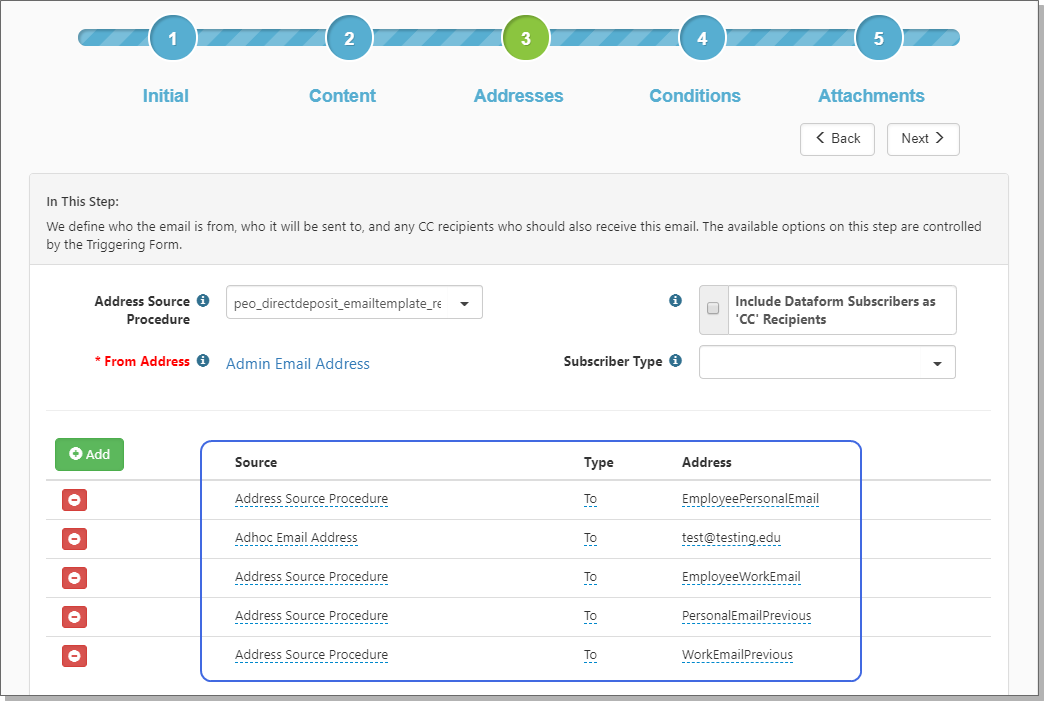 1 2 3 4 5
Initial Content Addresses Conditions Attachments
Back Next
In This Step:
We define who the email is from, who it will be sent to, and any CC recipients who should also receive this email. The available options on this step are controlled
by the Triggering Form.
Address Source
Procedure
peo_directdeposit_emailtemplate_re
Include Dataform Subscribers as
'CC' Recipients
* From Address Admin Email Address
Subscriber Type
Add
Source Type Address
Address Source Procedure To EmployeePersonalEmail
Adhoc Email Address To test@testing.edu
Address Source Procedure To EmployeeWorkEmail
Address Source Procedure To PersonalEmailPrevious
Address Source Procedure To WorkEmailPrevious